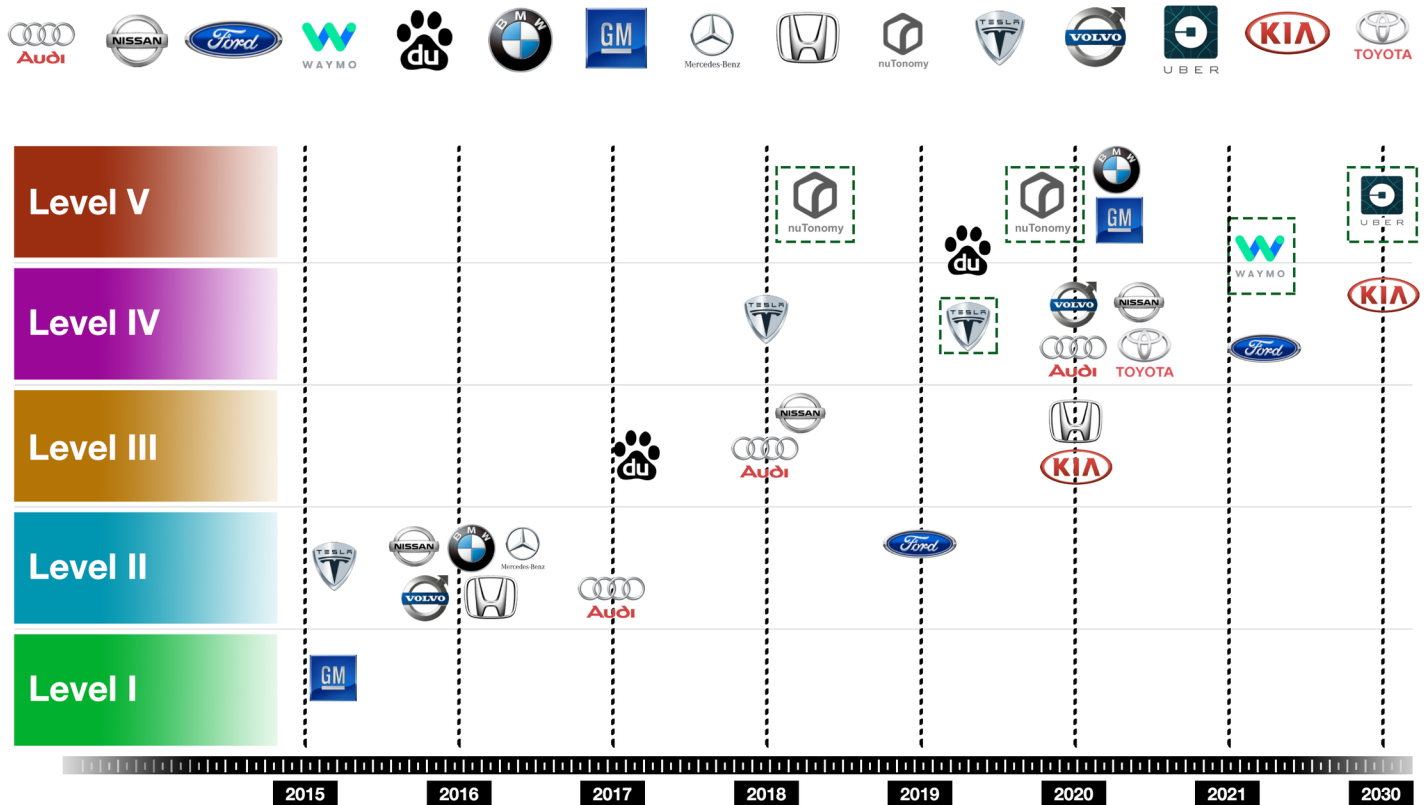 Audi
NISSAN
Ford
WAYMO
du
BMW
GM
Mercedes-Benz
nuTonomy
TESLA
VOLVO
UBER
KIA
TOYOTA
Level V
nuTonomy
nuTonomy
BMW
GM
du
WAYMO
UBER
Level IV
TESLA
TESLA
VOLVO
NISSAN
Audi
TOYOTA
Ford
KIA
Level III
du
NISSAN
Audi
KIA
Level II
TESLA
NISSAN
BMW
Mercedes-Benz
VOLVO
Audi
Ford
Level I
GM
2015
2016
2017
2018
2019
2020
2021
2030